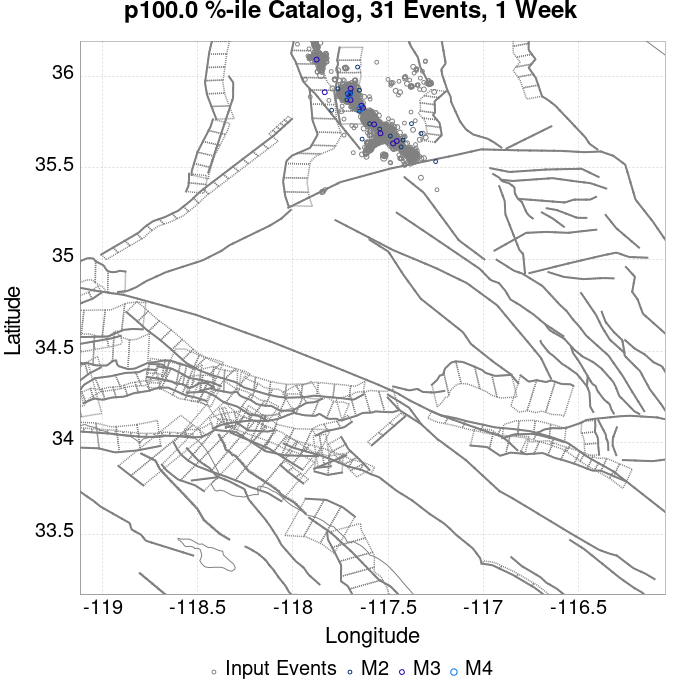 p100.0 %-ile Catalog, 31 Events, 1 Week
36
35.5
35
34.5
34
33.5
Latitude
-119 -118.5 -118 -117.5 -117 -116.5
Longitude
Input Events M2 M3 M4